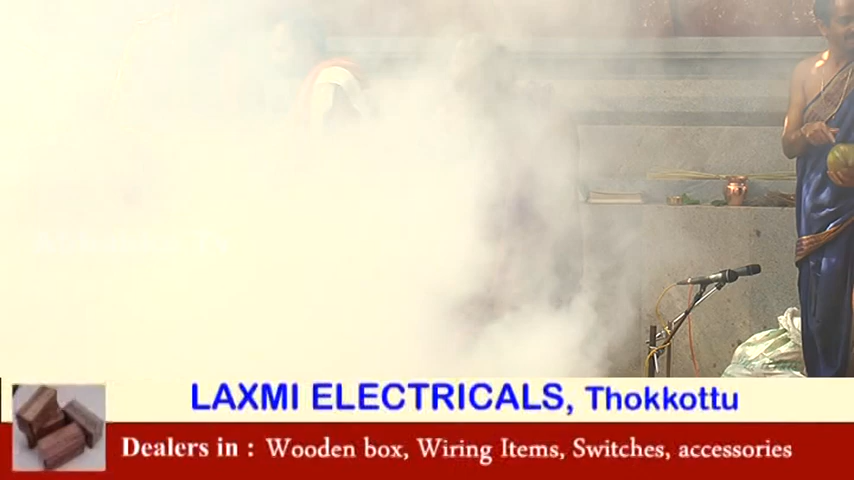 LAXMI ELECTRICALS, Thokkottu
Dealers in : Wooden box, Wiring Items, Switches, accessories